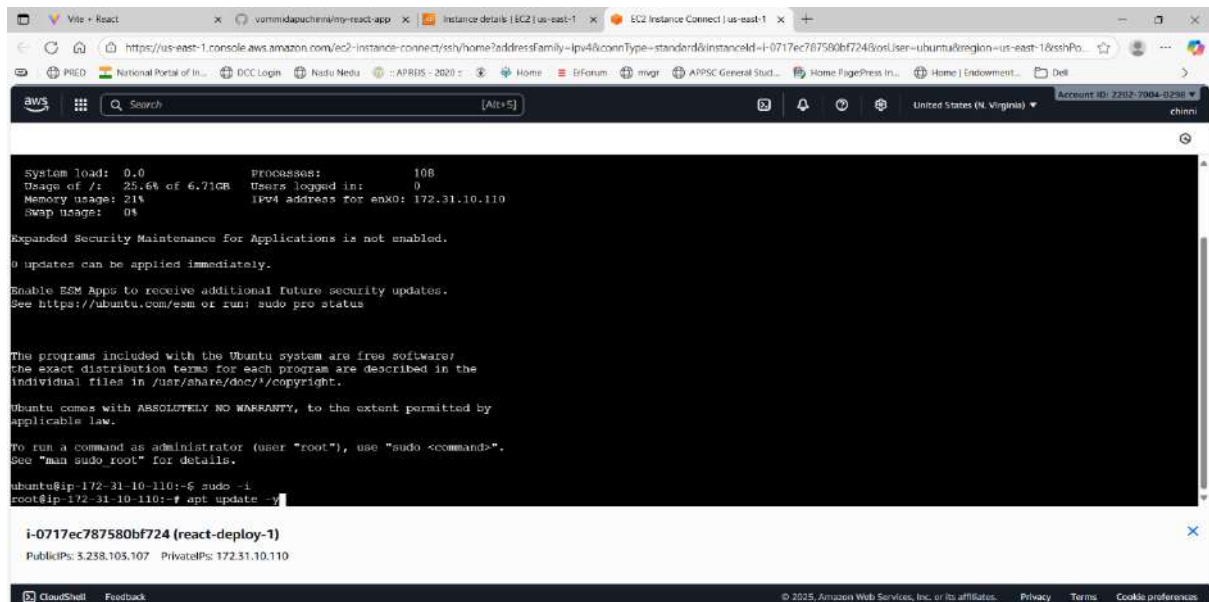 Vite + React
vommidapuchinni/my-react-app
Instance details | EC2 | us-east-1
EC2 Instance Connect | us-east-1
https://us-east-1.console.aws.amazon.com/ec2-instance-connect/ssh/home?addressFamily=ipv4&connType=standard&instanceId=i-0717ec787580bf724&osUser=ubuntu&region=us-east-1&sshPo...
PRED National Portal of In... DCC Login Nadu Nedu :: APREIS - 2020 :: Home EiForum mvgr APPSC General Stud... Home PagePress In... Home | Endowment... Dell
aws Search [Alt+S] United States (N. Virginia) Account ID: 2202-7004-0298
chinni
System load: 0.0 Processes: 108
Usage of /: 25.6% of 6.71GB Users logged in: 0
Memory usage: 21% IPv4 address for enX0: 172.31.10.110
Swap usage: 0%
Expanded Security Maintenance for Applications is not enabled.
0 updates can be applied immediately.
Enable ESM Apps to receive additional future security updates.
See https://ubuntu.com/esm or run: sudo pro status
The programs included with the Ubuntu system are free software;
the exact distribution terms for each program are described in the
individual files in /usr/share/doc/*/copyright.
Ubuntu comes with ABSOLUTELY NO WARRANTY, to the extent permitted by
applicable law.
To run a command as administrator (user "root"), use "sudo <command>".
See "man sudo_root" for details.
ubuntu@ip-172-31-10-110:~$ sudo -i
root@ip-172-31-10-110:~# apt update -y
i-0717ec787580bf724 (react-deploy-1)
PublicIPs: 3.238.103.107 PrivateIPs: 172.31.10.110
CloudShell Feedback © 2025, Amazon Web Services, Inc. or its affiliates. Privacy Terms Cookie preferences